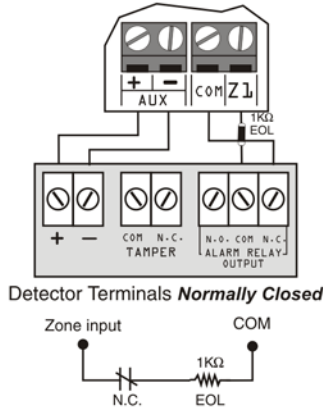 + − COM Z1
AUX
1KΩ
EOL
+ − COM N.C. N.O. COM N.C.
TAMPER ALARM RELAY
OUTPUT
Detector Terminals Normally Closed
Zone input COM
1KΩ
N.C. EOL